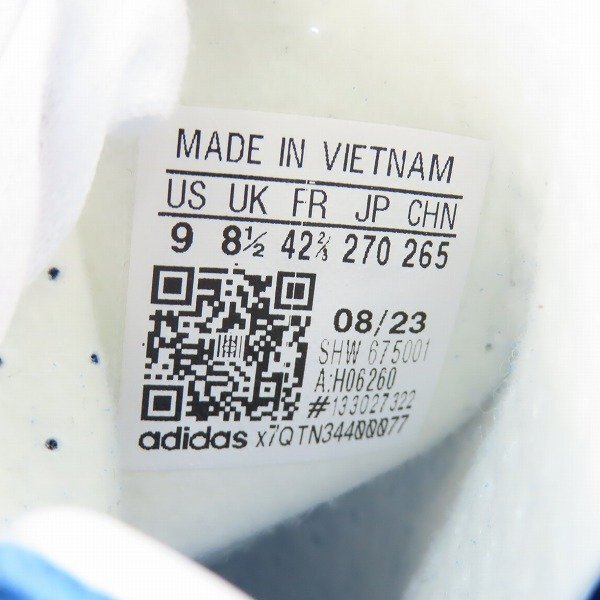 MADE IN VIETNAM
US UK FR JP CHN
9 8½ 42⅔ 270 265
08/23
SHW 675001
A:H06260
#133027322
adidas x7QTN34400077